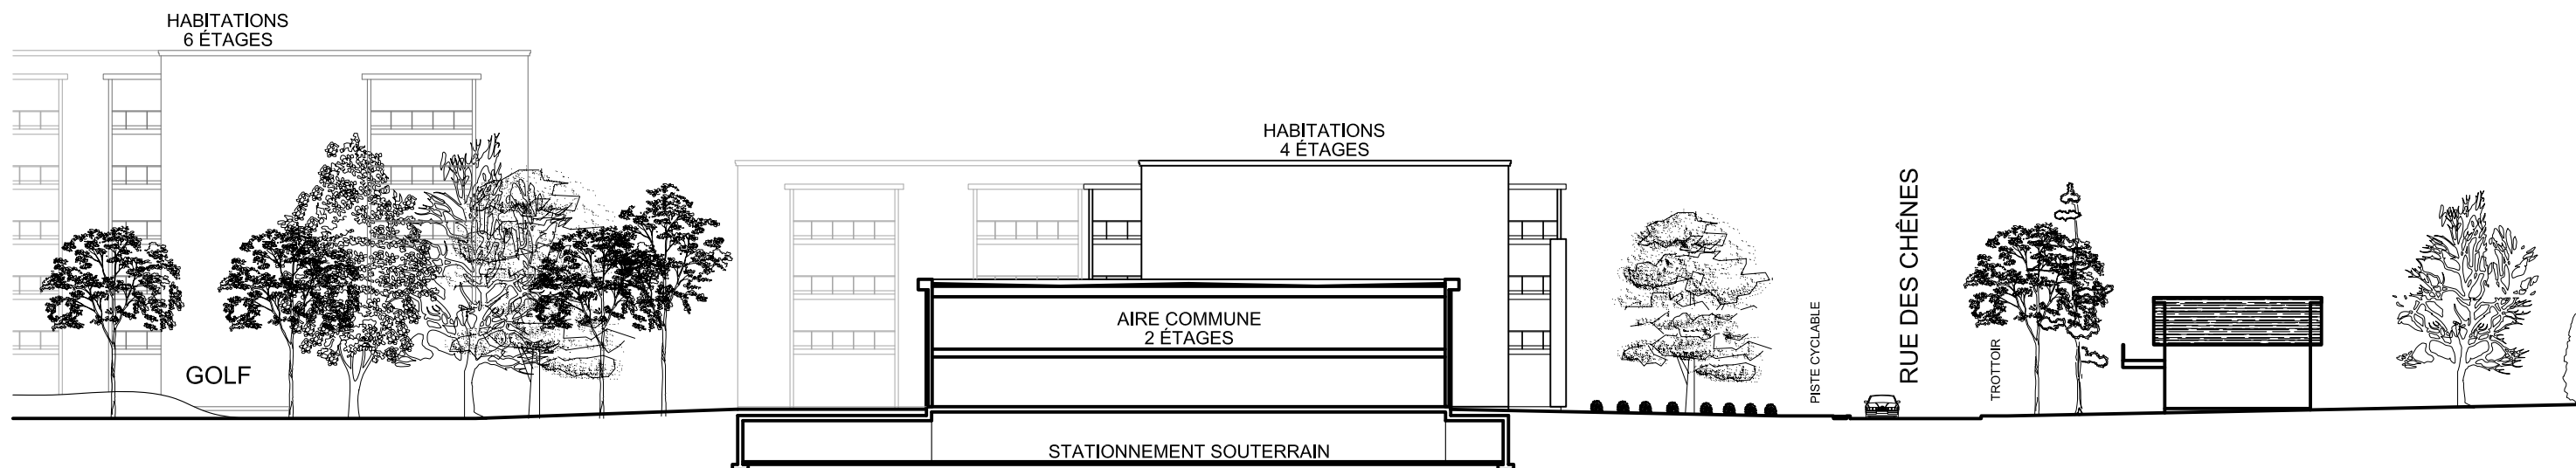 HABITATIONS
6 ÉTAGES
HABITATIONS
4 ÉTAGES
AIRE COMMUNE
2 ÉTAGES
GOLF
STATIONNEMENT SOUTERRAIN
PISTE CYCLABLE
RUE DES CHÊNES
TROTTOIR